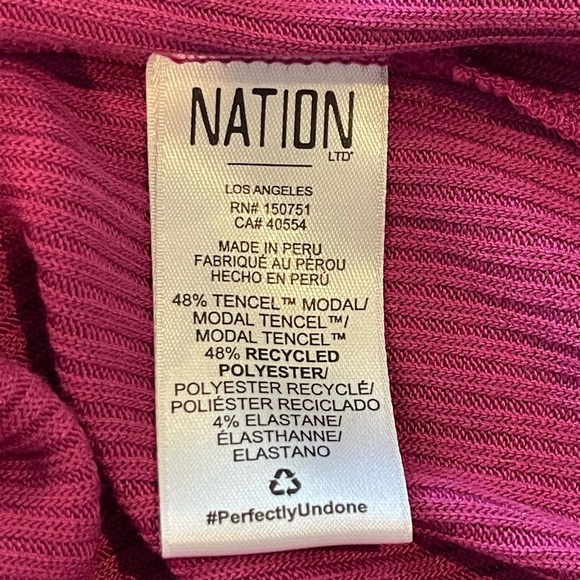 NATION
LTD
LOS ANGELES
RN# 150751
CA# 40554
MADE IN PERU
FABRIQUÉ AU PÉROU
HECHO EN PERÚ
48% TENCEL™ MODAL/
MODAL TENCEL™/
MODAL TENCEL™
48% RECYCLED
POLYESTER/
POLYESTER RECYCLÉ/
POLIÉSTER RECICLADO
4% ELASTANE/
ÉLASTHANNE/
ELASTANO
#PerfectlyUndone